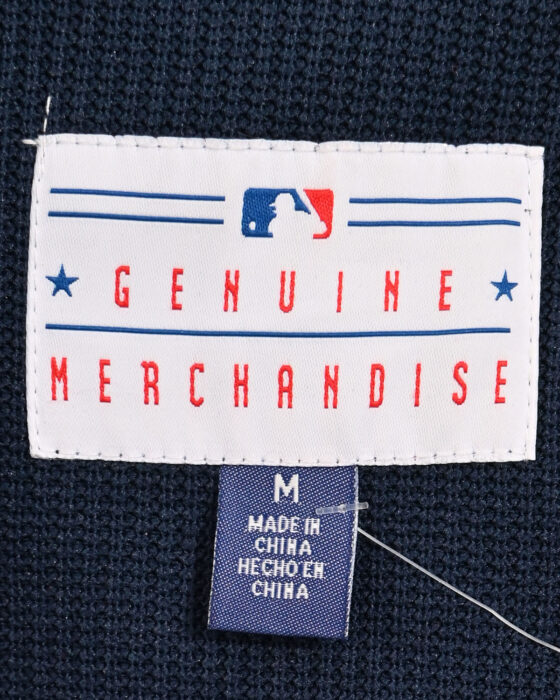 GENUINE
MERCHANDISE
M
MADE IN
CHINA
HECHO EN
CHINA